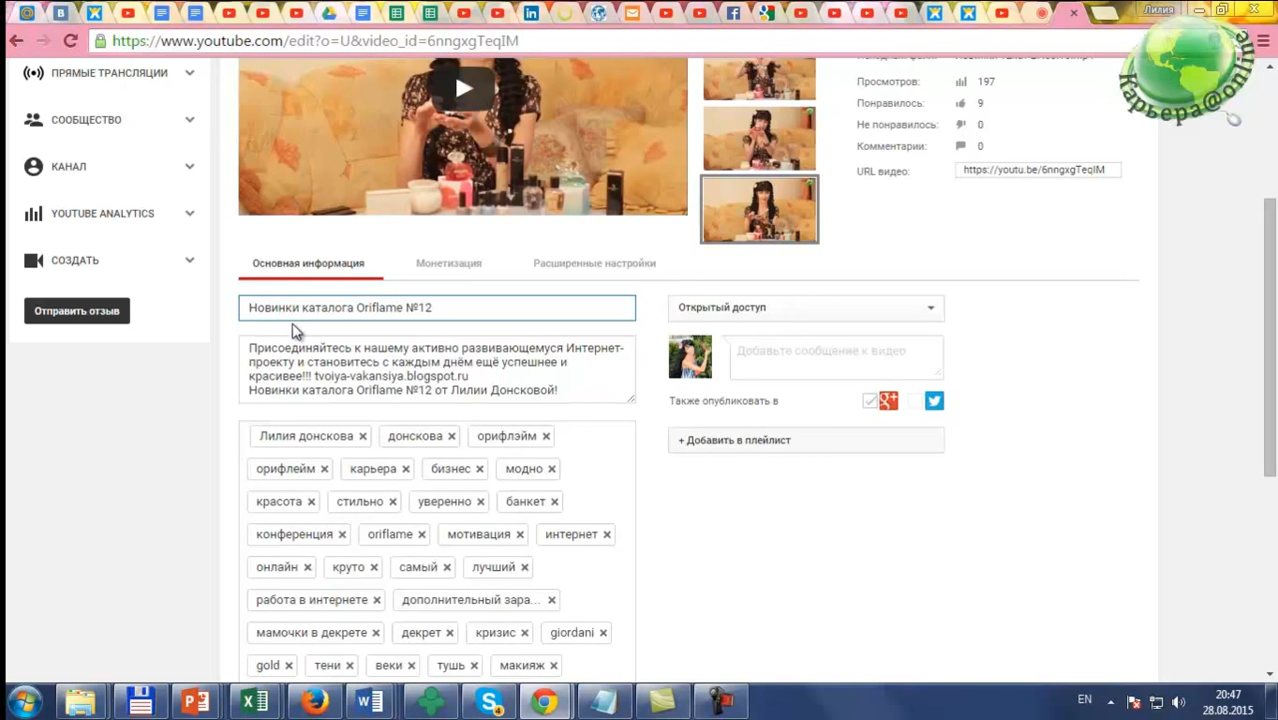 Лилия
https://www.youtube.com/edit?o=U&video_id=6nngxgTeqIM
Карьера@online
ПРЯМЫЕ ТРАНСЛЯЦИИ
СООБЩЕСТВО
КАНАЛ
YOUTUBE ANALYTICS
СОЗДАТЬ
Отправить отзыв
Просмотров: 197
Понравилось: 9
Не понравилось: 0
Комментарии: 0
URL видео: https://youtu.be/6nngxgTeqIM
Основная информация Монетизация Расширенные настройки
Новинки каталога Oriflame №12
Открытый доступ
Присоединяйтесь к нашему активно развивающемуся Интернет-
проекту и становитесь с каждым днём ещё успешнее и
красивее!!! tvoiya-vakansiya.blogspot.ru
Новинки каталога Oriflame №12 от Лилии Донсковой!
Добавьте сообщение к видео
Также опубликовать в
+ Добавить в плейлист
Лилия донскова донскова орифлэйм
орифлейм карьера бизнес модно
красота стильно уверенно банкет
конференция oriflame мотивация интернет
онлайн круто самый лучший
работа в интернете дополнительный зара...
мамочки в декрете декрет кризис giordani
gold тени веки тушь макияж
EN
20:47
28.08.2015